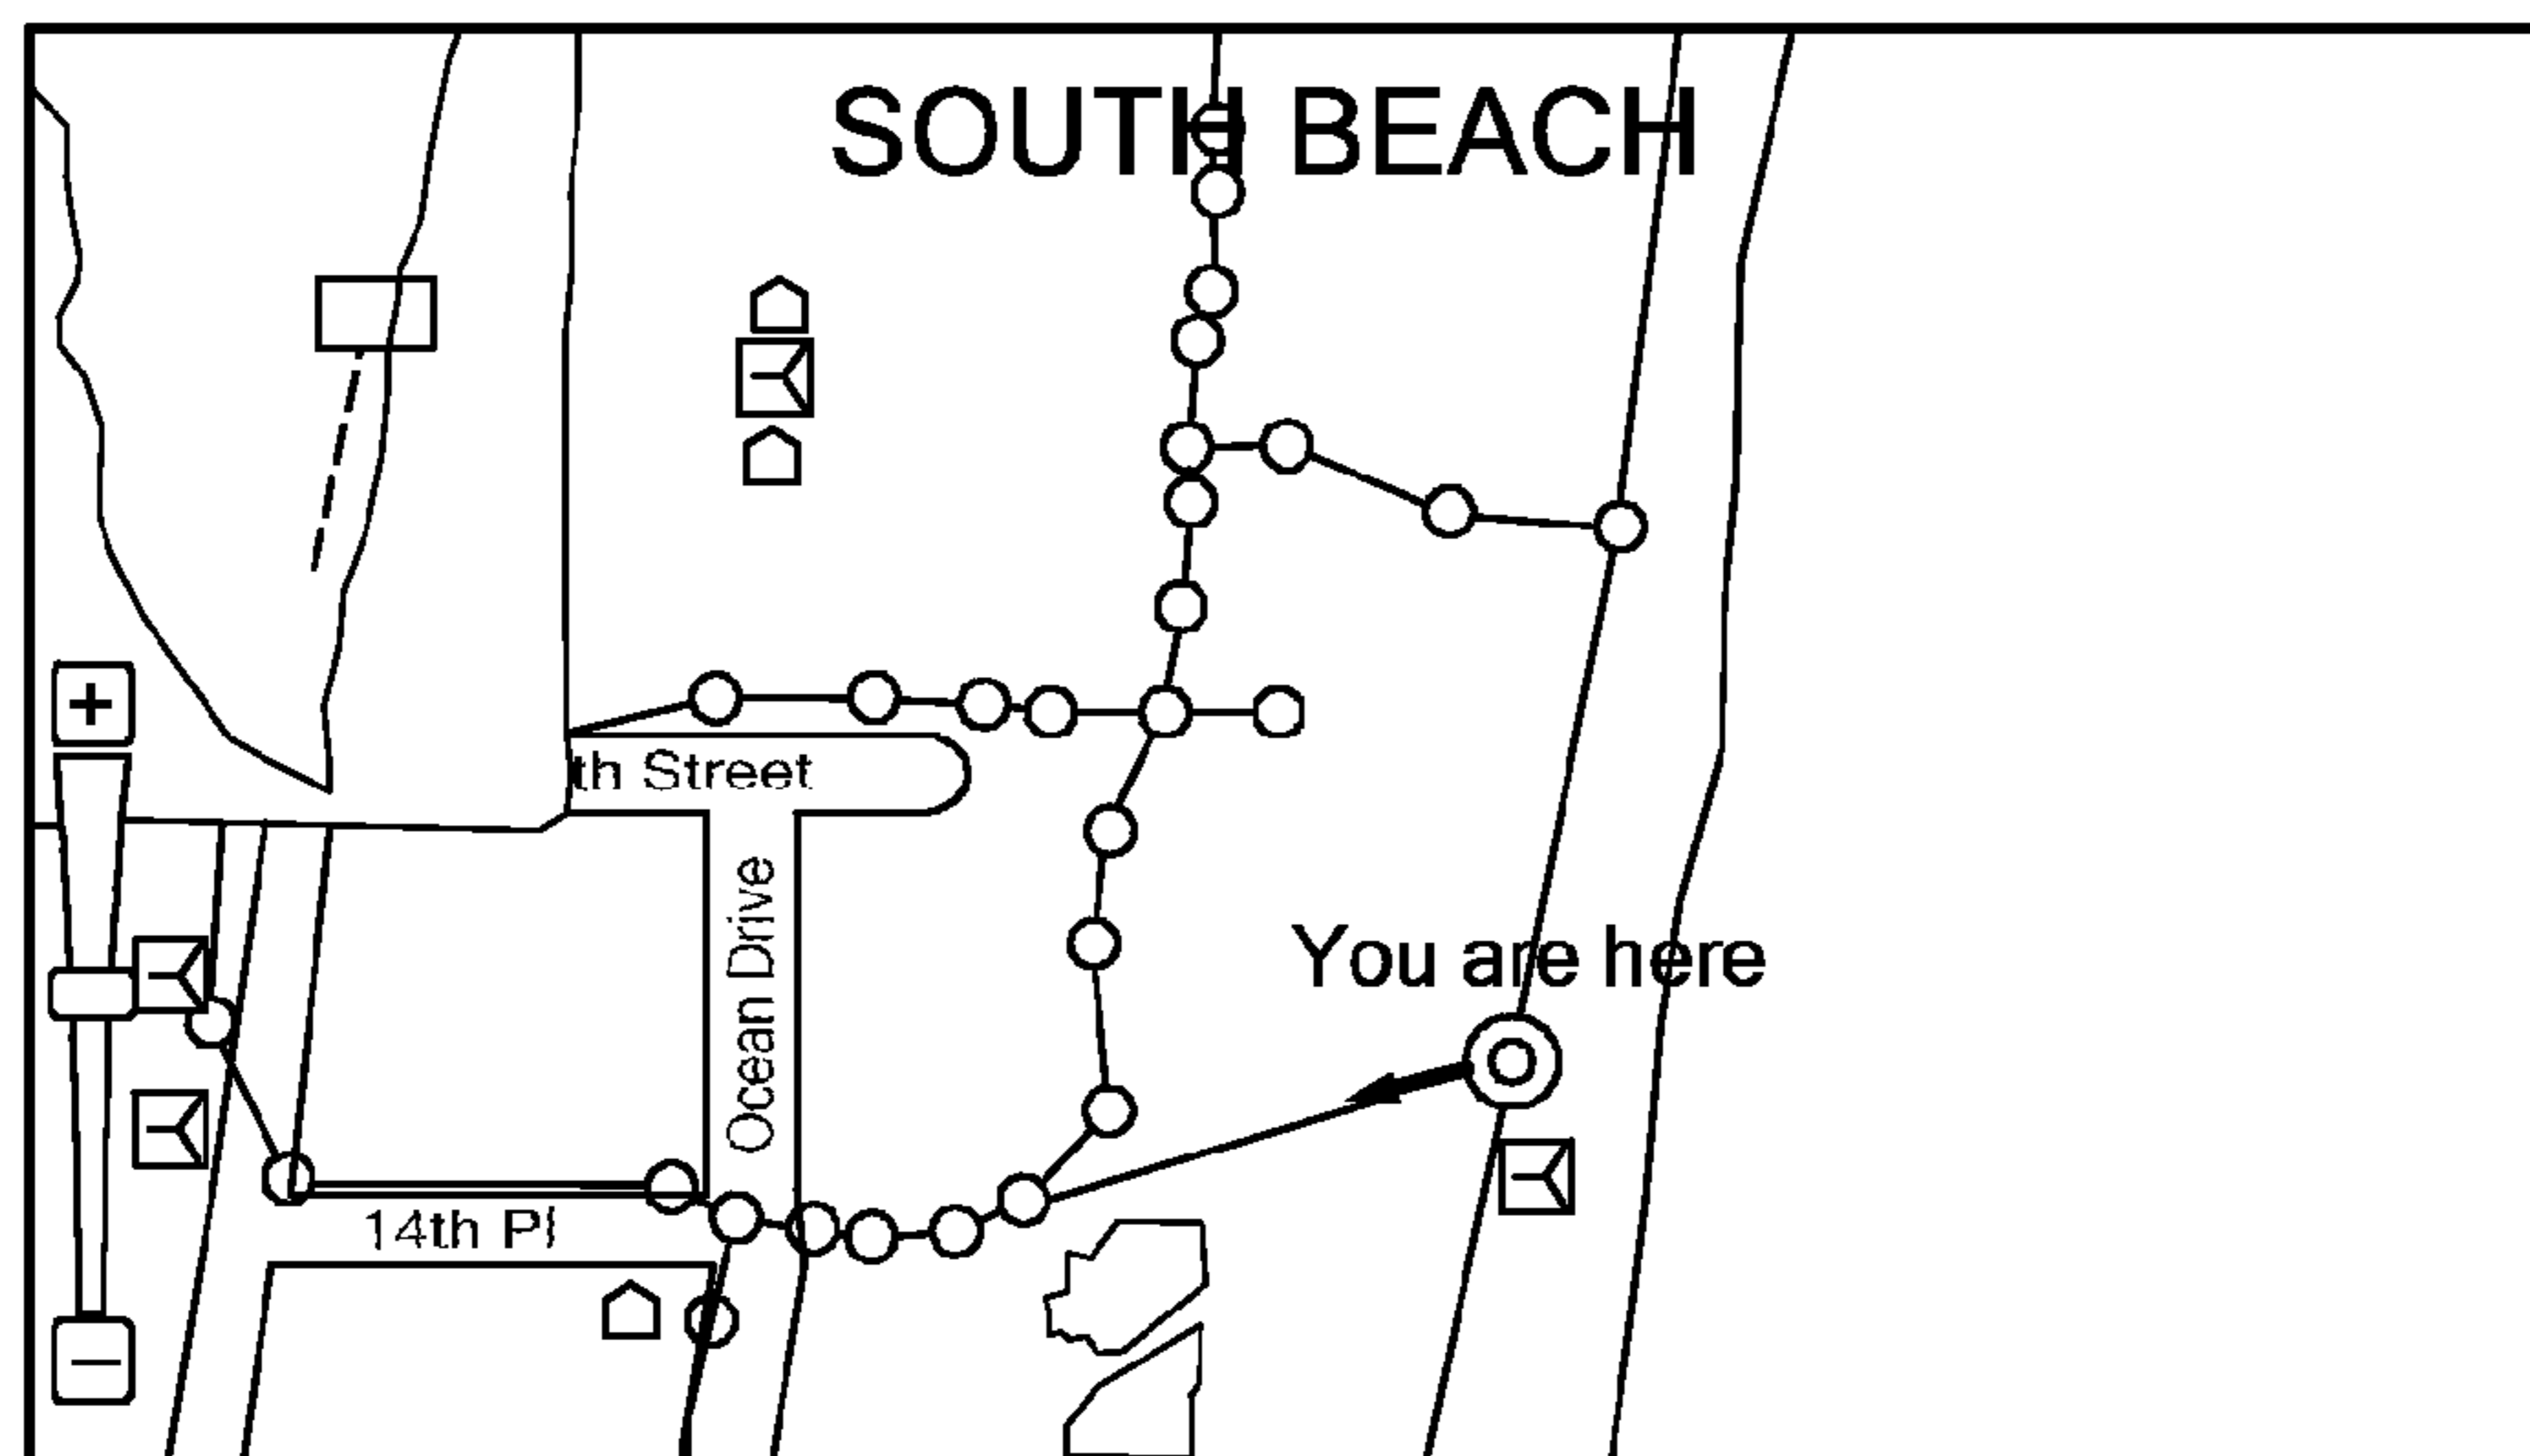 SOUTH BEACH
+
th Street
Ocean Drive
You are here
14th Pl
−